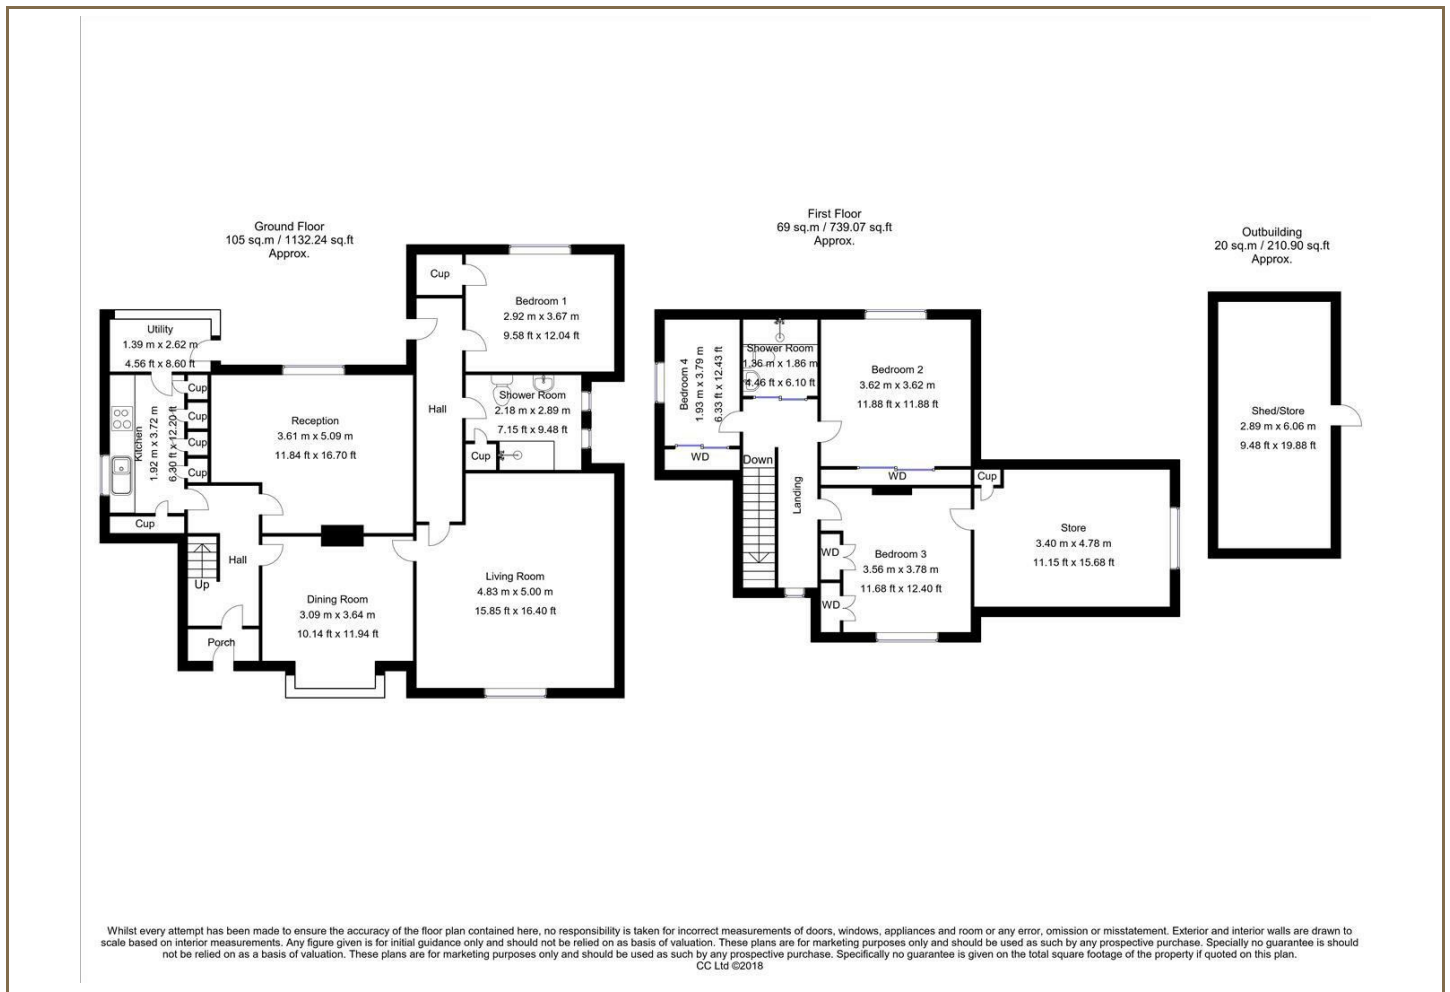 Ground Floor
105 sq.m / 1132.24 sq.ft
Approx.
Cup
Bedroom 1
2.92 m x 3.67 m
9.58 ft x 12.04 ft
Utility
1.39 m x 2.62 m
4.56 ft x 8.60 ft
Cup
Cup
Cup
Cup
Kitchen
1.92 m x 3.72 m
6.30 ft x 12.20 ft
Cup
Reception
3.61 m x 5.09 m
11.84 ft x 16.70 ft
Hall
Shower Room
2.18 m x 2.89 m
7.15 ft x 9.48 ft
Cup
Hall
Up
Porch
Dining Room
3.09 m x 3.64 m
10.14 ft x 11.94 ft
Living Room
4.83 m x 5.00 m
15.85 ft x 16.40 ft
First Floor
69 sq.m / 739.07 sq.ft
Approx.
Bedroom 4
1.93 m x 3.79 m
6.33 ft x 12.43 ft
WD
Shower Room
1.36 m x 1.86 m
4.46 ft x 6.10 ft
Bedroom 2
3.62 m x 3.62 m
11.88 ft x 11.88 ft
WD
Down
Landing
Cup
WD
WD
Bedroom 3
3.56 m x 3.78 m
11.68 ft x 12.40 ft
Store
3.40 m x 4.78 m
11.15 ft x 15.68 ft
Outbuilding
20 sq.m / 210.90 sq.ft
Approx.
Shed/Store
2.89 m x 6.06 m
9.48 ft x 19.88 ft
Whilst every attempt has been made to ensure the accuracy of the floor plan contained here, no responsibility is taken for incorrect measurements of doors, windows, appliances and room or any error, omission or misstatement. Exterior and interior walls are drawn to
scale based on interior measurements. Any figure given is for initial guidance only and should not be relied on as basis of valuation. These plans are for marketing purposes only and should be used as such by any prospective purchase. Specially no guarantee is should
not be relied on as a basis of valuation. These plans are for marketing purposes only and should be used as such by any prospective purchase. Specifically no guarantee is given on the total square footage of the property if quoted on this plan.
CC Ltd ©2018